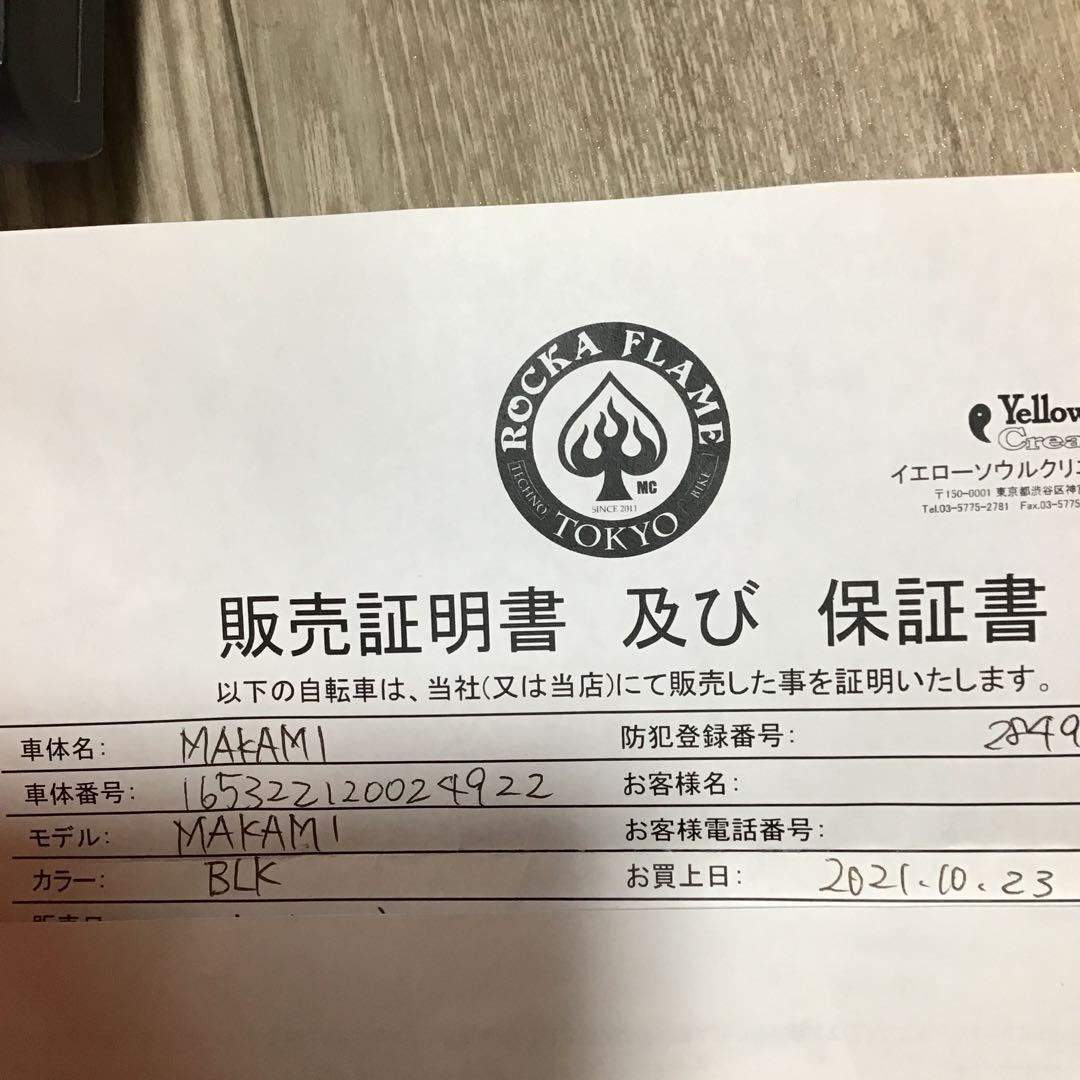 ROCKA FLAME
TECHNO
MC
BIKE
SINCE 2011
TOKYO
Yellow
Crea
イエローソウルクリエ
〒150-0001 東京都渋谷区神宮
Tel.03-5775-2781 Fax.03-5775
販売証明書 及び 保証書
以下の自転車は、当社(又は当店)にて販売した事を証明いたします。
車体名: MAKAMI 防犯登録番号: 2849
車体番号: 165322120024922 お客様名:
モデル: MAKAMI お客様電話番号:
カラー: BLK お買上日: 2021.10.23